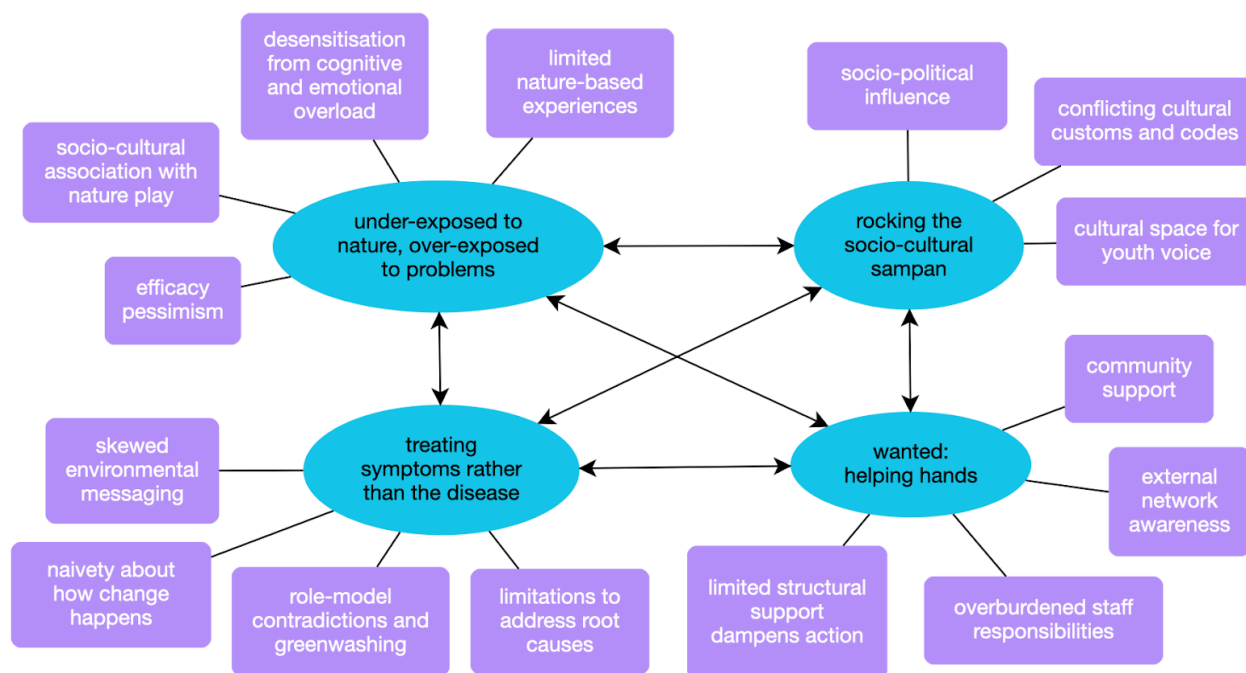 desensitisation
from cognitive
and emotional
overload
limited
nature-based
experiences
socio-political
influence
conflicting cultural
customs and codes
socio-cultural
association with
nature play
under-exposed to
nature, over-exposed
to problems
rocking the
socio-cultural
sampan
cultural space for
youth voice
efficacy
pessimism
community
support
skewed
environmental
messaging
treating
symptoms rather
than the disease
wanted:
helping hands
external
network
awareness
naivety about
how change
happens
role-model
contradictions and
greenwashing
limitations to
address root
causes
limited structural
support
dampens action
overburdened staff
responsibilities